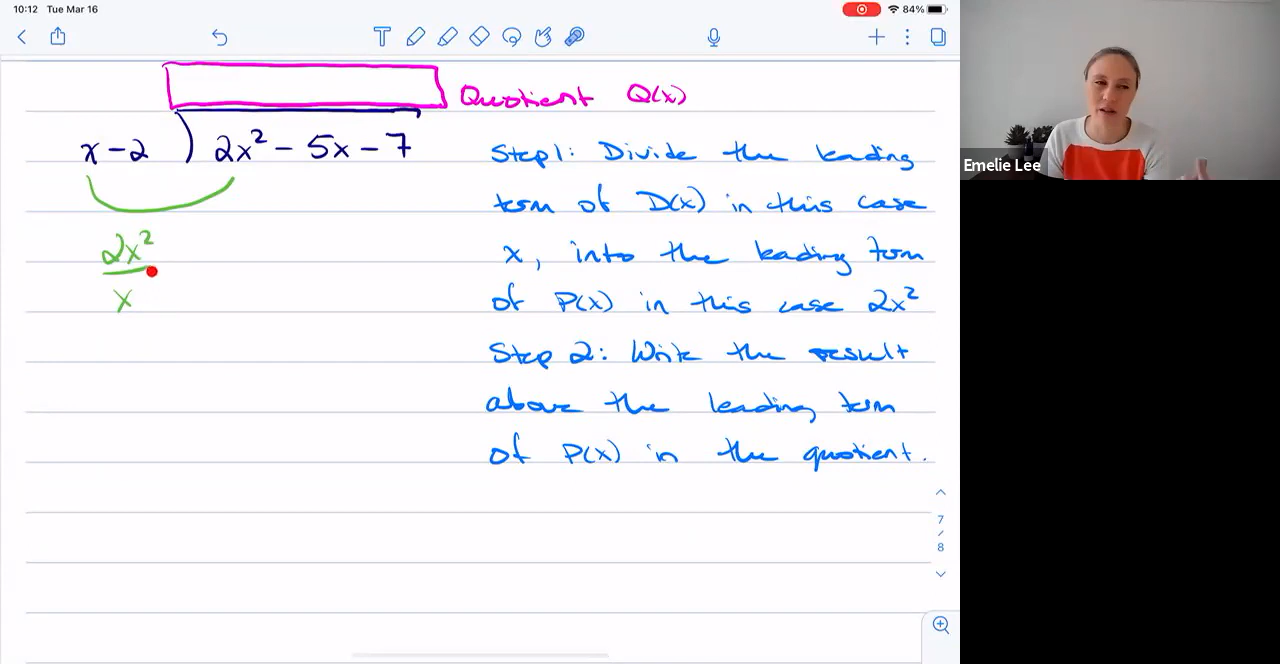 10:12 Tue Mar 16
84%
Quotient Q(x)
x - 2 ) 2x² - 5x - 7
2x²
x
Step 1: Divide the leading
term of D(x) in this case
x, into the leading term
of P(x) in this case 2x²
Step 2: Write the result
above the leading term
of P(x) in the quotient.
7
/
8
Emelie Lee